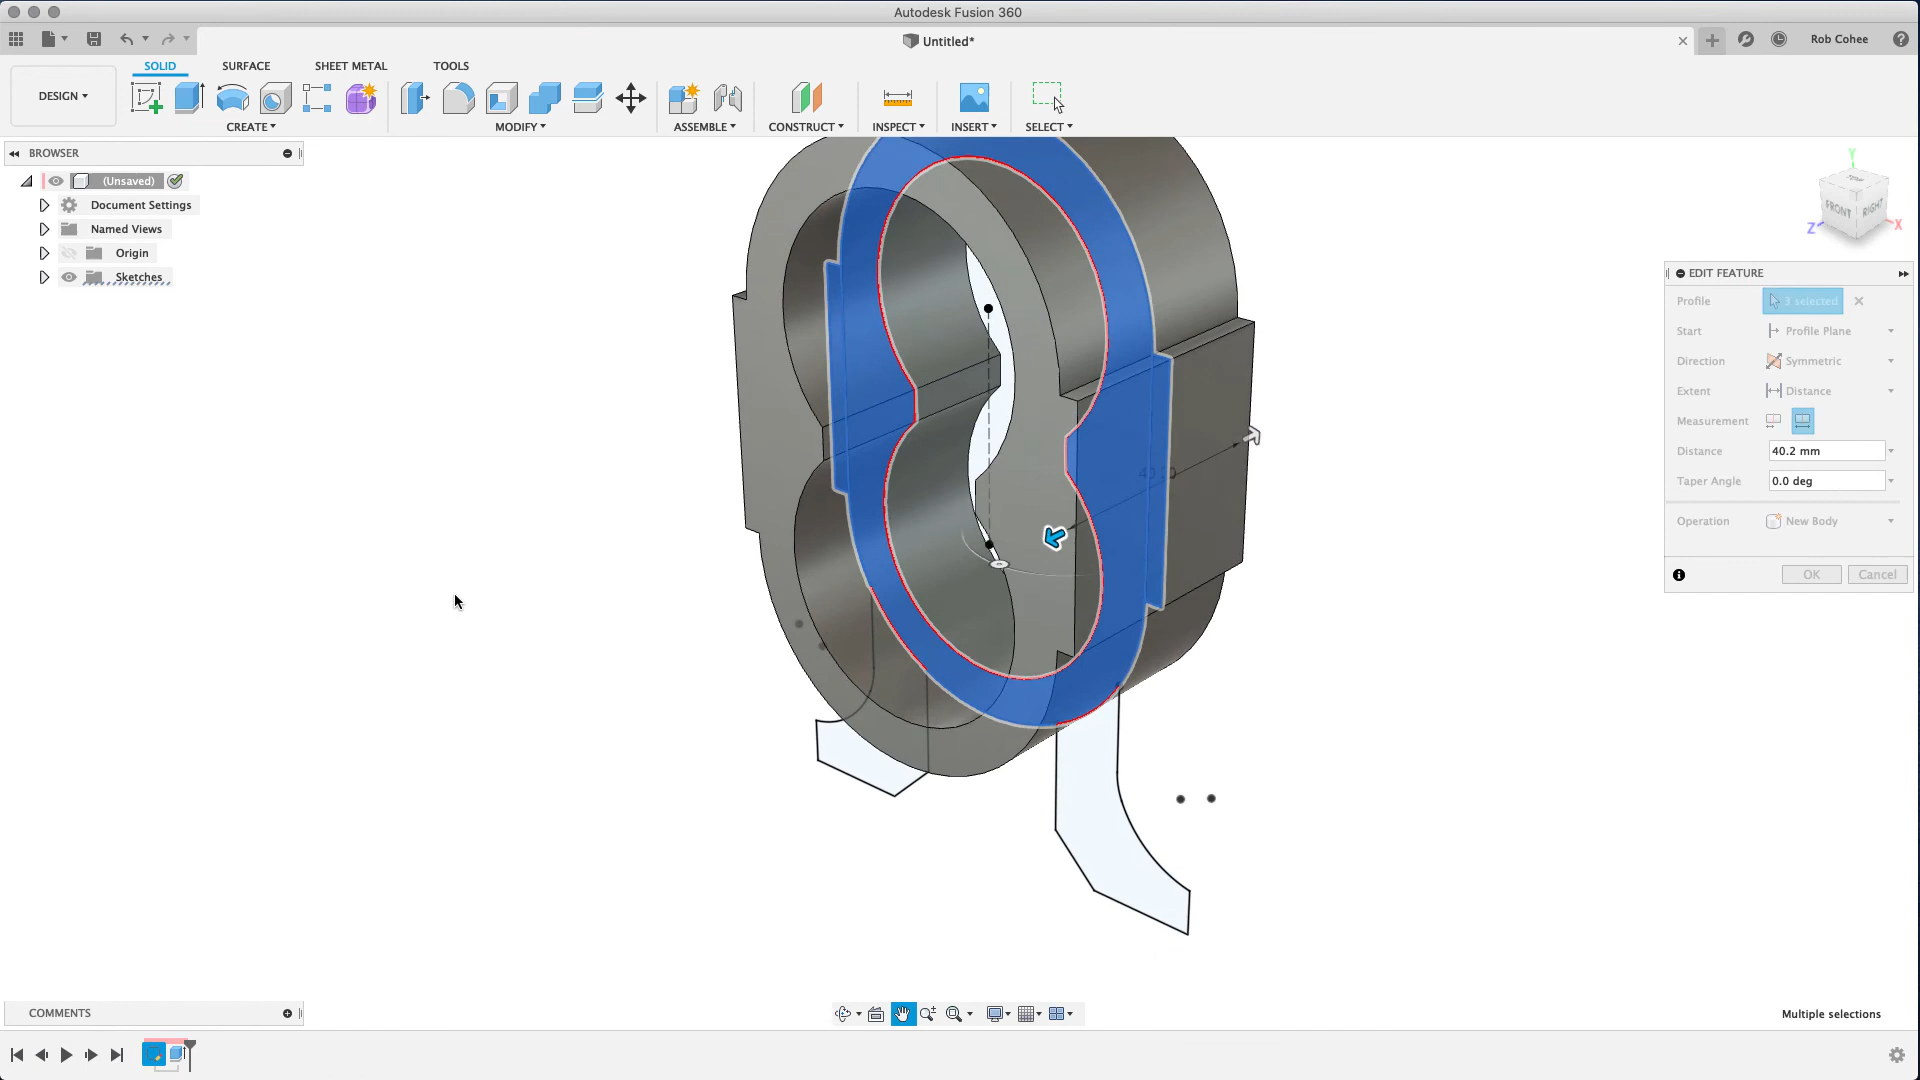 Autodesk Fusion 360
Untitled*
Rob Cohee
DESIGN
SOLID
SURFACE
SHEET METAL
TOOLS
CREATE
MODIFY
ASSEMBLE
CONSTRUCT
INSPECT
INSERT
SELECT
BROWSER
(Unsaved)
Document Settings
Named Views
Origin
Sketches
Y
TOP
FRONT
RIGHT
Z
X
EDIT FEATURE
Profile
3 selected
Start
Profile Plane
Direction
Symmetric
Extent
Distance
Measurement
Distance
40.2 mm
Taper Angle
0.0 deg
Operation
New Body
OK
Cancel
COMMENTS
Multiple selections